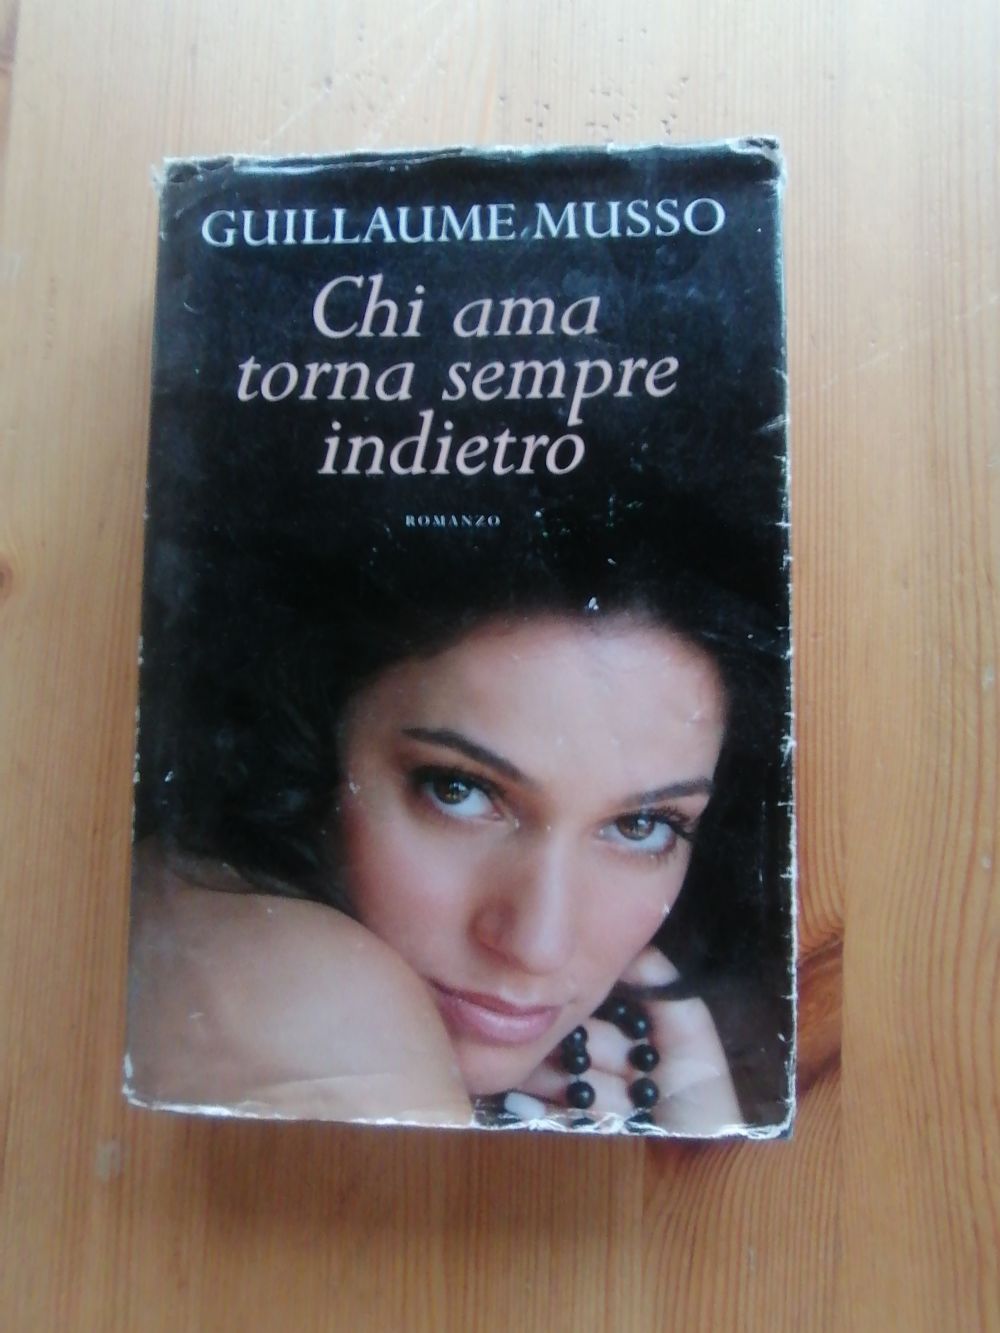 GUILLAUME MUSSO
Chi ama
torna sempre
indietro
ROMANZO